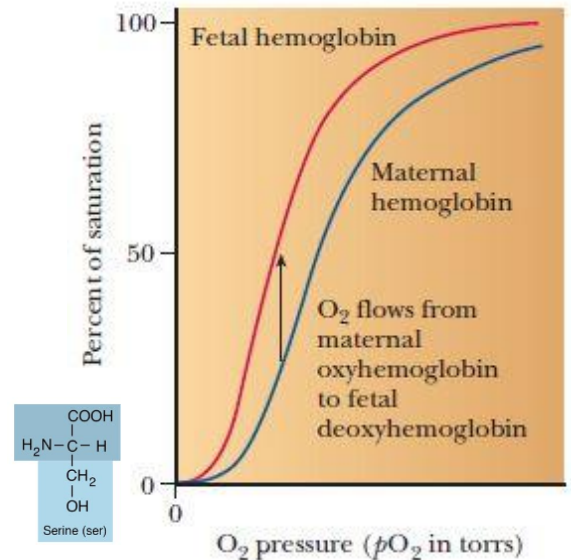 100
Fetal hemoglobin
Percent of saturation
Maternal
hemoglobin
50
O₂ flows from
maternal
oxyhemoglobin
to fetal
deoxyhemoglobin
0
0
O₂ pressure (pO₂ in torrs)
COOH
H₂N-C-H
CH₂
OH
Serine (ser)